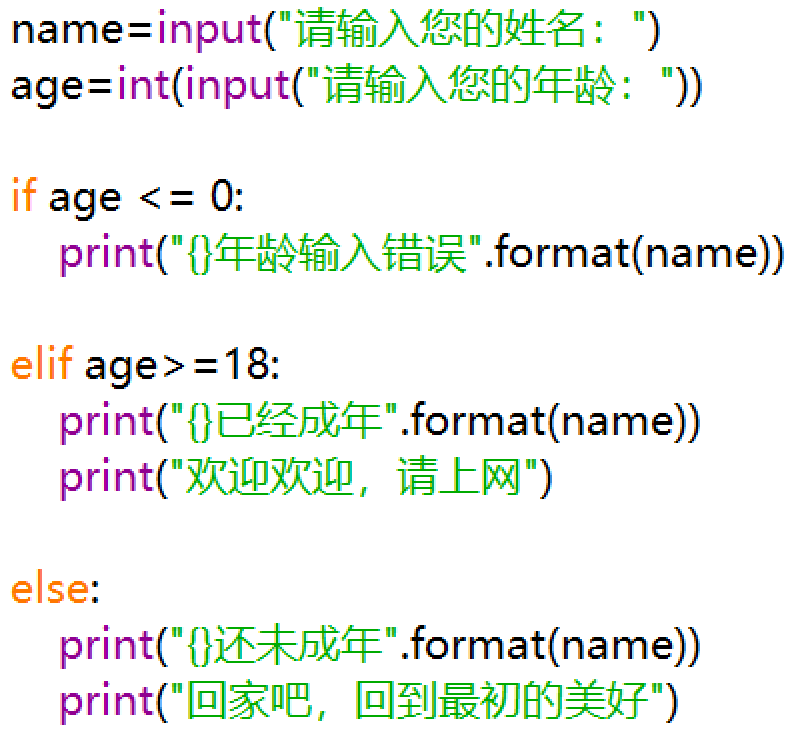 name=input("请输入您的姓名：")
age=int(input("请输入您的年龄："))
if age <= 0:
print("{}年龄输入错误".format(name))
elif age>=18:
print("{}已经成年".format(name))
print("欢迎欢迎，请上网")
else:
print("{}还未成年".format(name))
print("回家吧，回到最初的美好")